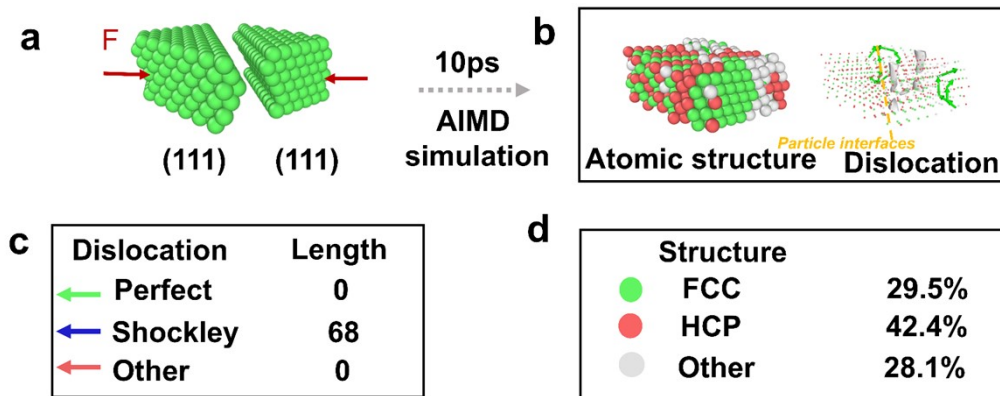 a
F
(111) (111)
10ps
AIMD
simulation
b
Particle interfaces
Atomic structure Dislocation
c
Dislocation Length
Perfect 0
Shockley 68
Other 0
d
Structure
FCC 29.5%
HCP 42.4%
Other 28.1%